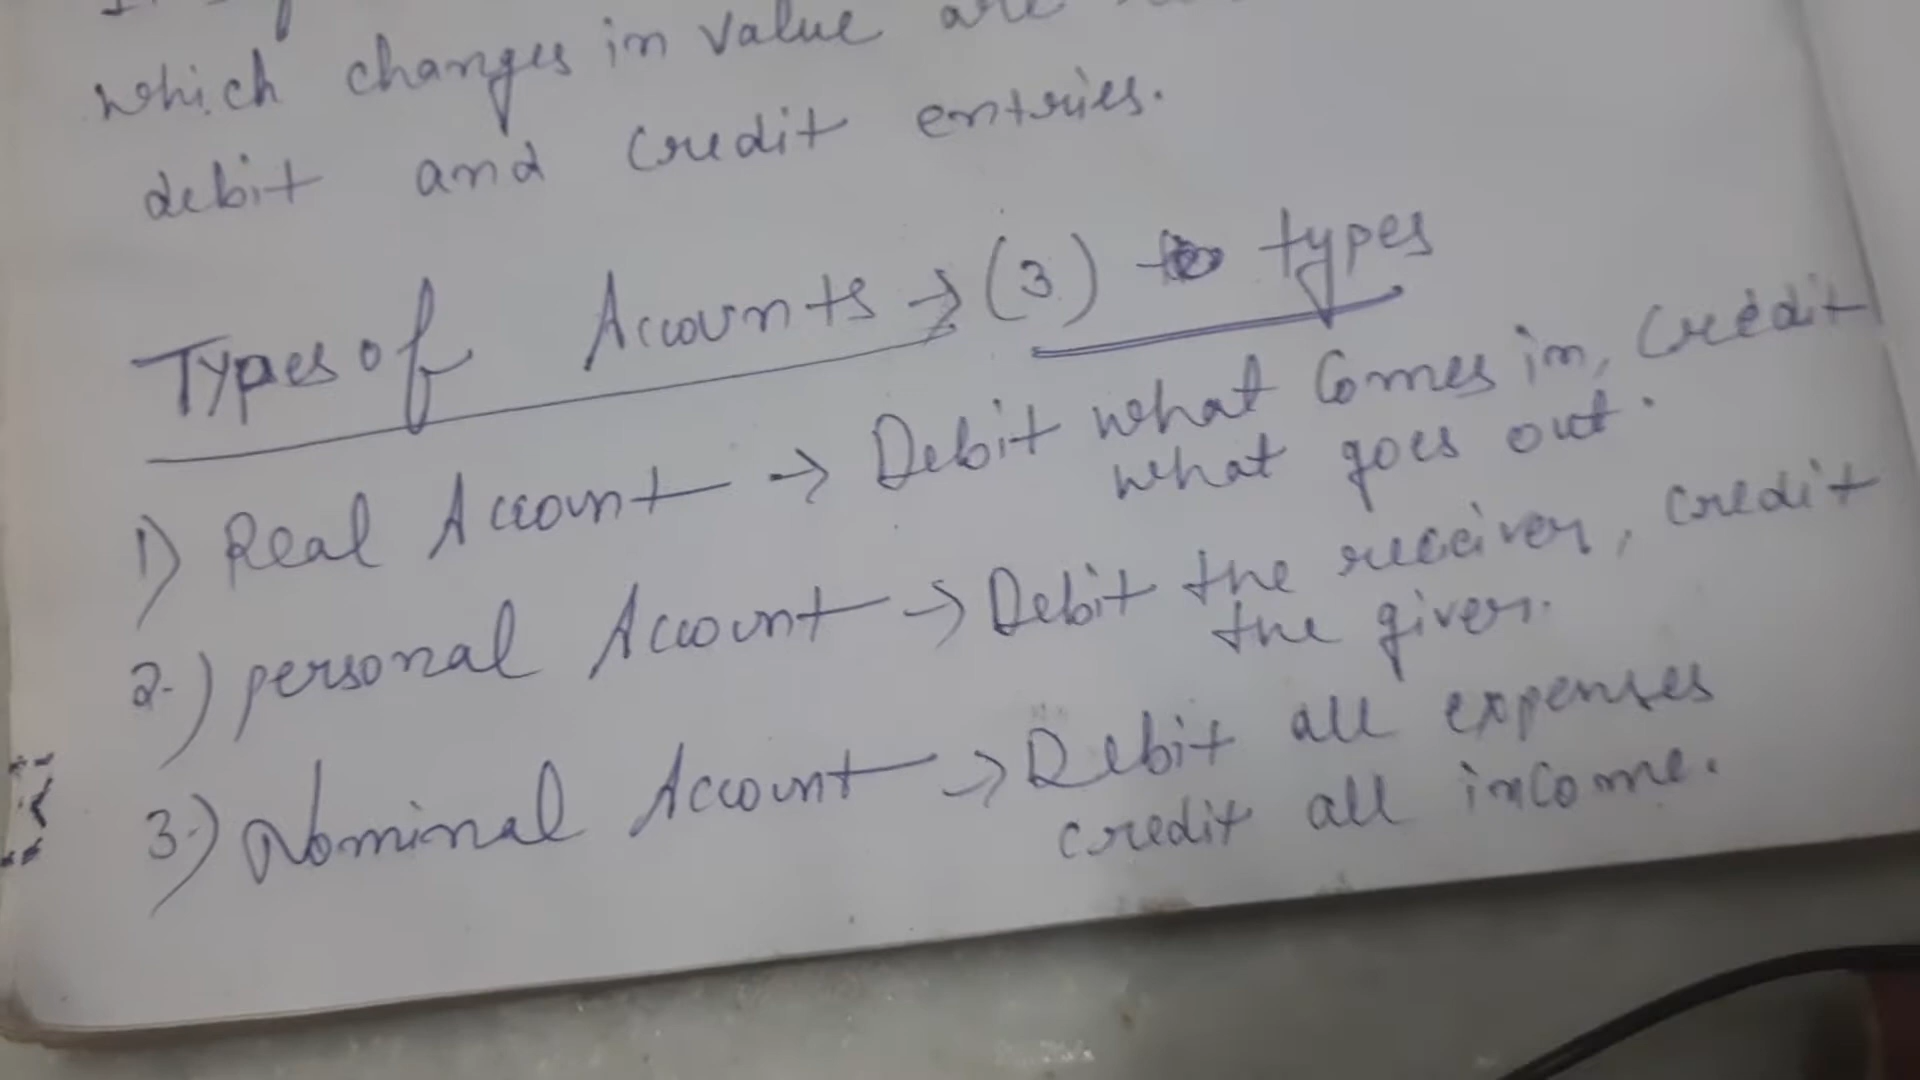 which changes in value are
debit and credit entries.
Types of Accounts → (3) types
1) Real Account → Debit what comes in, credit
what goes out.
2.) personal Account → Debit the receiver, credit
the giver.
3.) Nominal Account → Debit all expenses
credit all income.